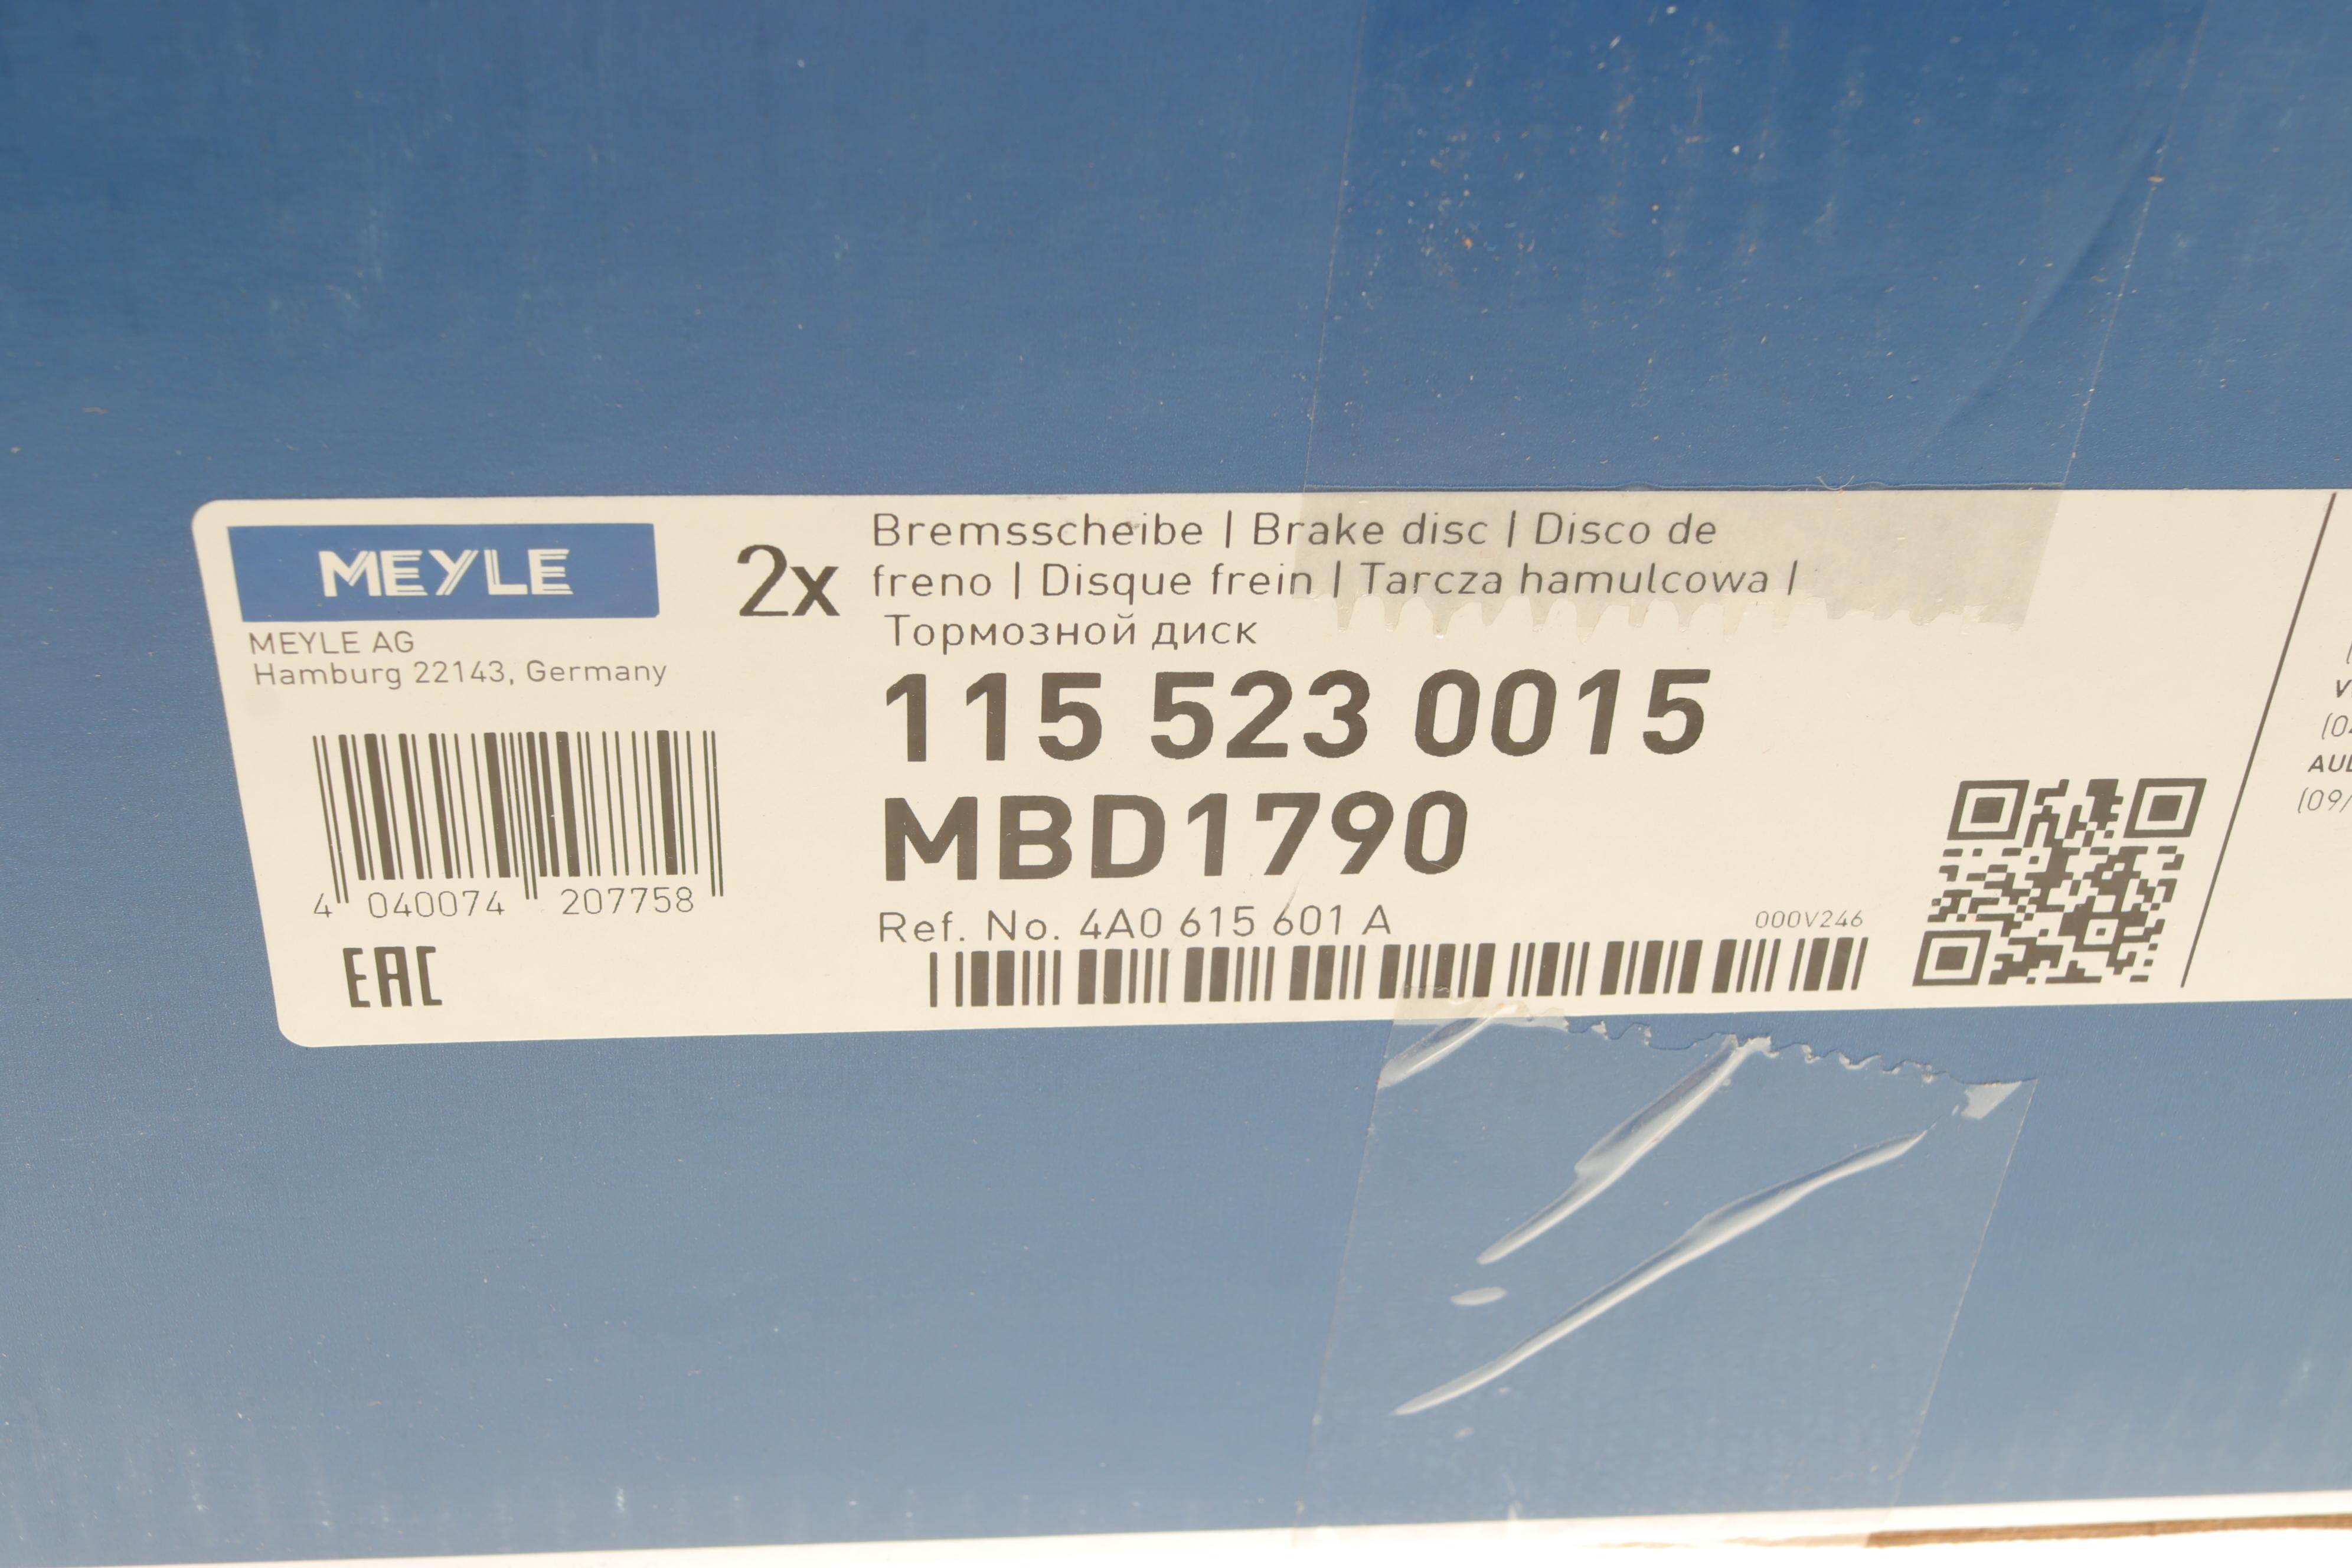 MEYLE
MEYLE AG
Hamburg 22143, Germany
4 040074 207758
EAC
2x
Bremsscheibe | Brake disc | Disco de
freno | Disque frein | Tarcza hamulcowa |
Тормозной диск
115 523 0015
MBD1790
Ref. No. 4A0 615 601 A
000V246
(09/